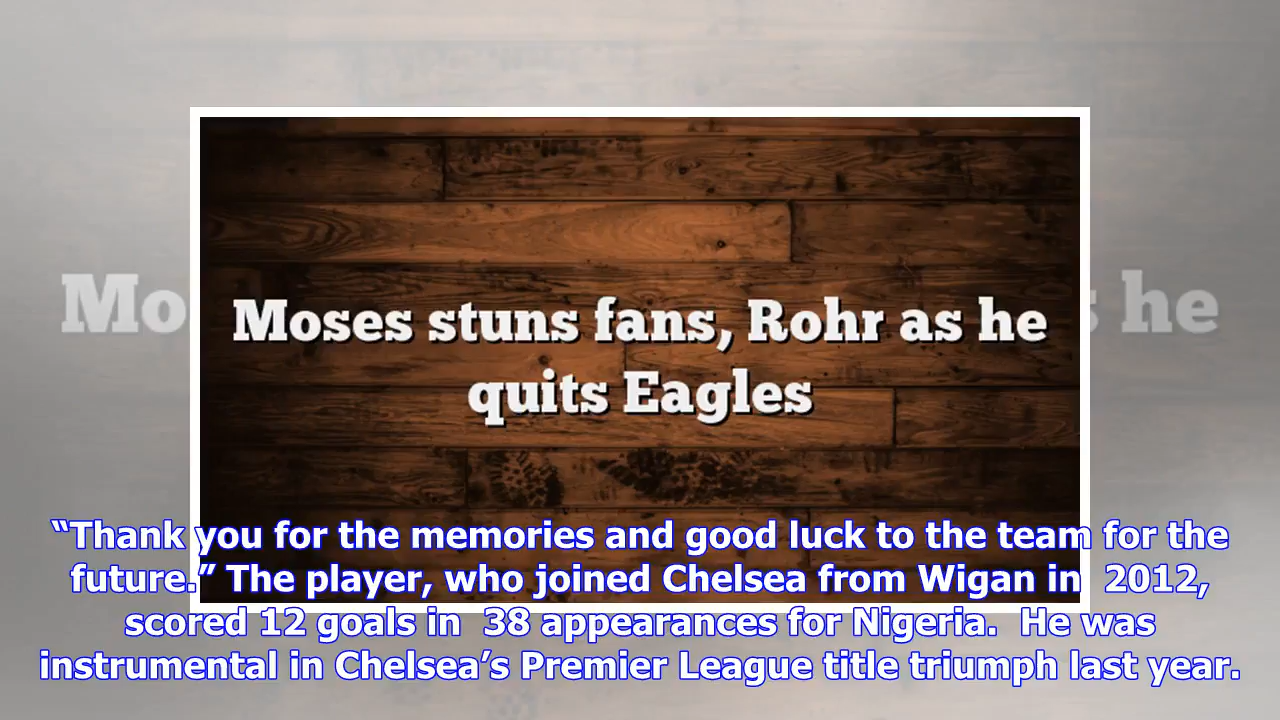 Mo
s he
Moses stuns fans, Rohr as he
quits Eagles
“Thank you for the memories and good luck to the team for the
future.” The player, who joined Chelsea from Wigan in  2012,
scored 12 goals in  38 appearances for Nigeria.  He was
instrumental in Chelsea’s Premier League title triumph last year.